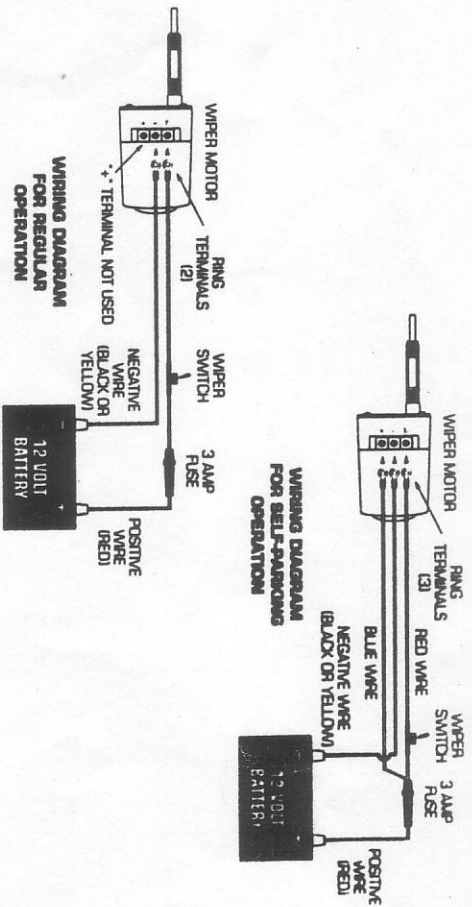 WIPER MOTOR
RING
TERMINALS
(2)
WIPER
SWITCH
3 AMP
FUSE
"+" TERMINAL NOT USED
NEGATIVE
WIRE
(BLACK OR
YELLOW)
POSITIVE
WIRE
(RED)
- +
12 VOLT
BATTERY
WIRING DIAGRAM
FOR REGULAR
OPERATION
WIPER MOTOR
RING
TERMINALS
(3)
RED WIRE
WIPER
SWITCH
3 AMP
FUSE
BLUE WIRE
NEGATIVE WIRE
(BLACK OR YELLOW)
POSITIVE
WIRE
(RED)
12 VOLT
BATTERY
WIRING DIAGRAM
FOR SELF-PARKING
OPERATION